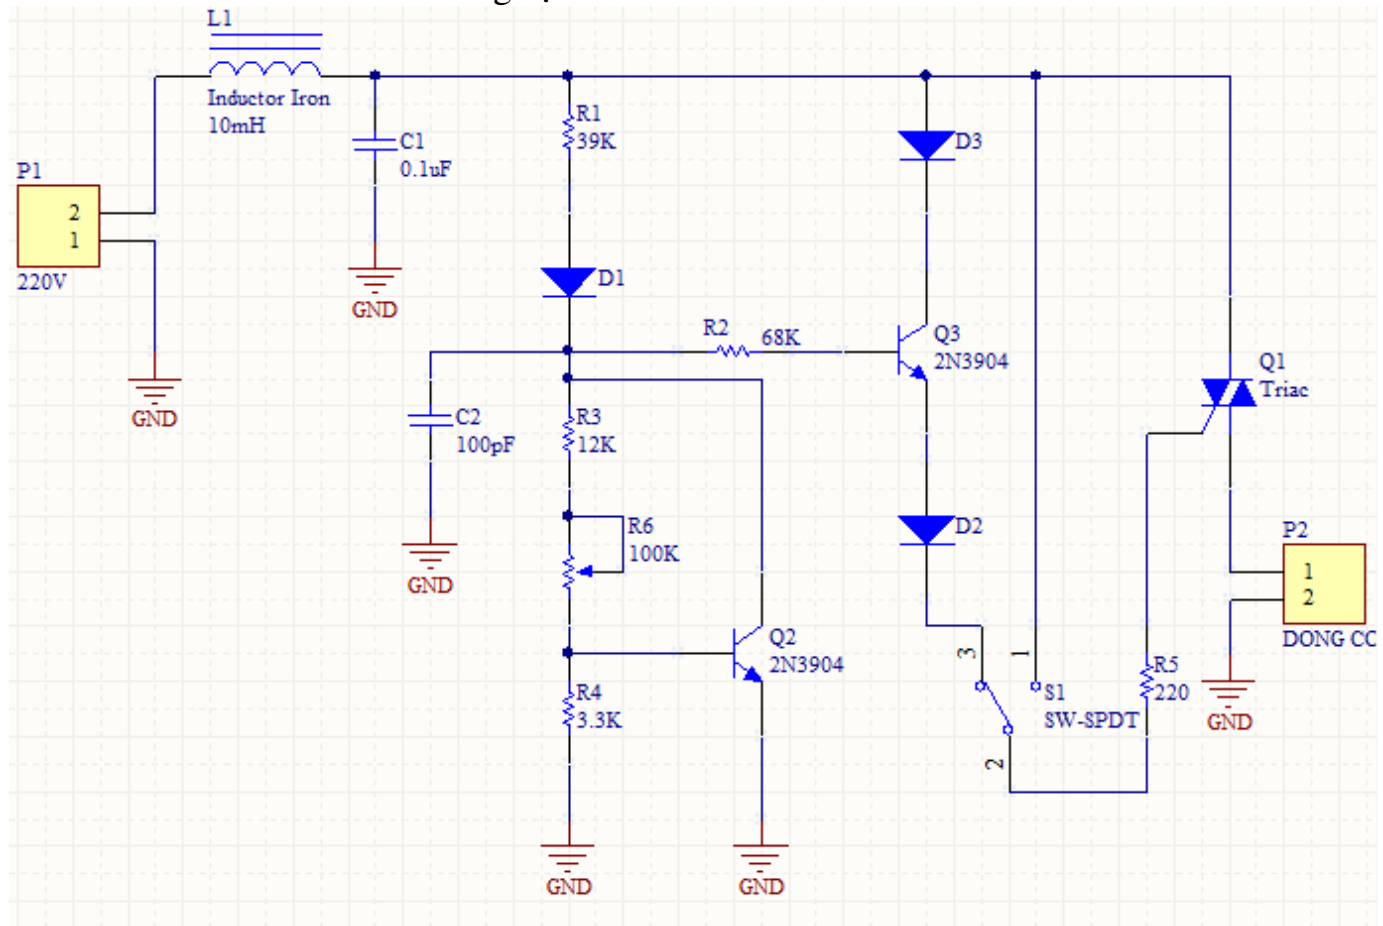 L1
Inductor Iron
10mH
R1
39K
D3
C1
0.1uF
P1
2
1
220V
GND
D1
GND
R2
68K
Q3
2N3904
Q1
Triac
C2
100pF
R3
12K
R6
100K
D2
P2
1
2
DONG CC
GND
Q2
2N3904
3
1
R4
3.3K
S1
SW-SPDT
R5
220
GND
2
GND
GND